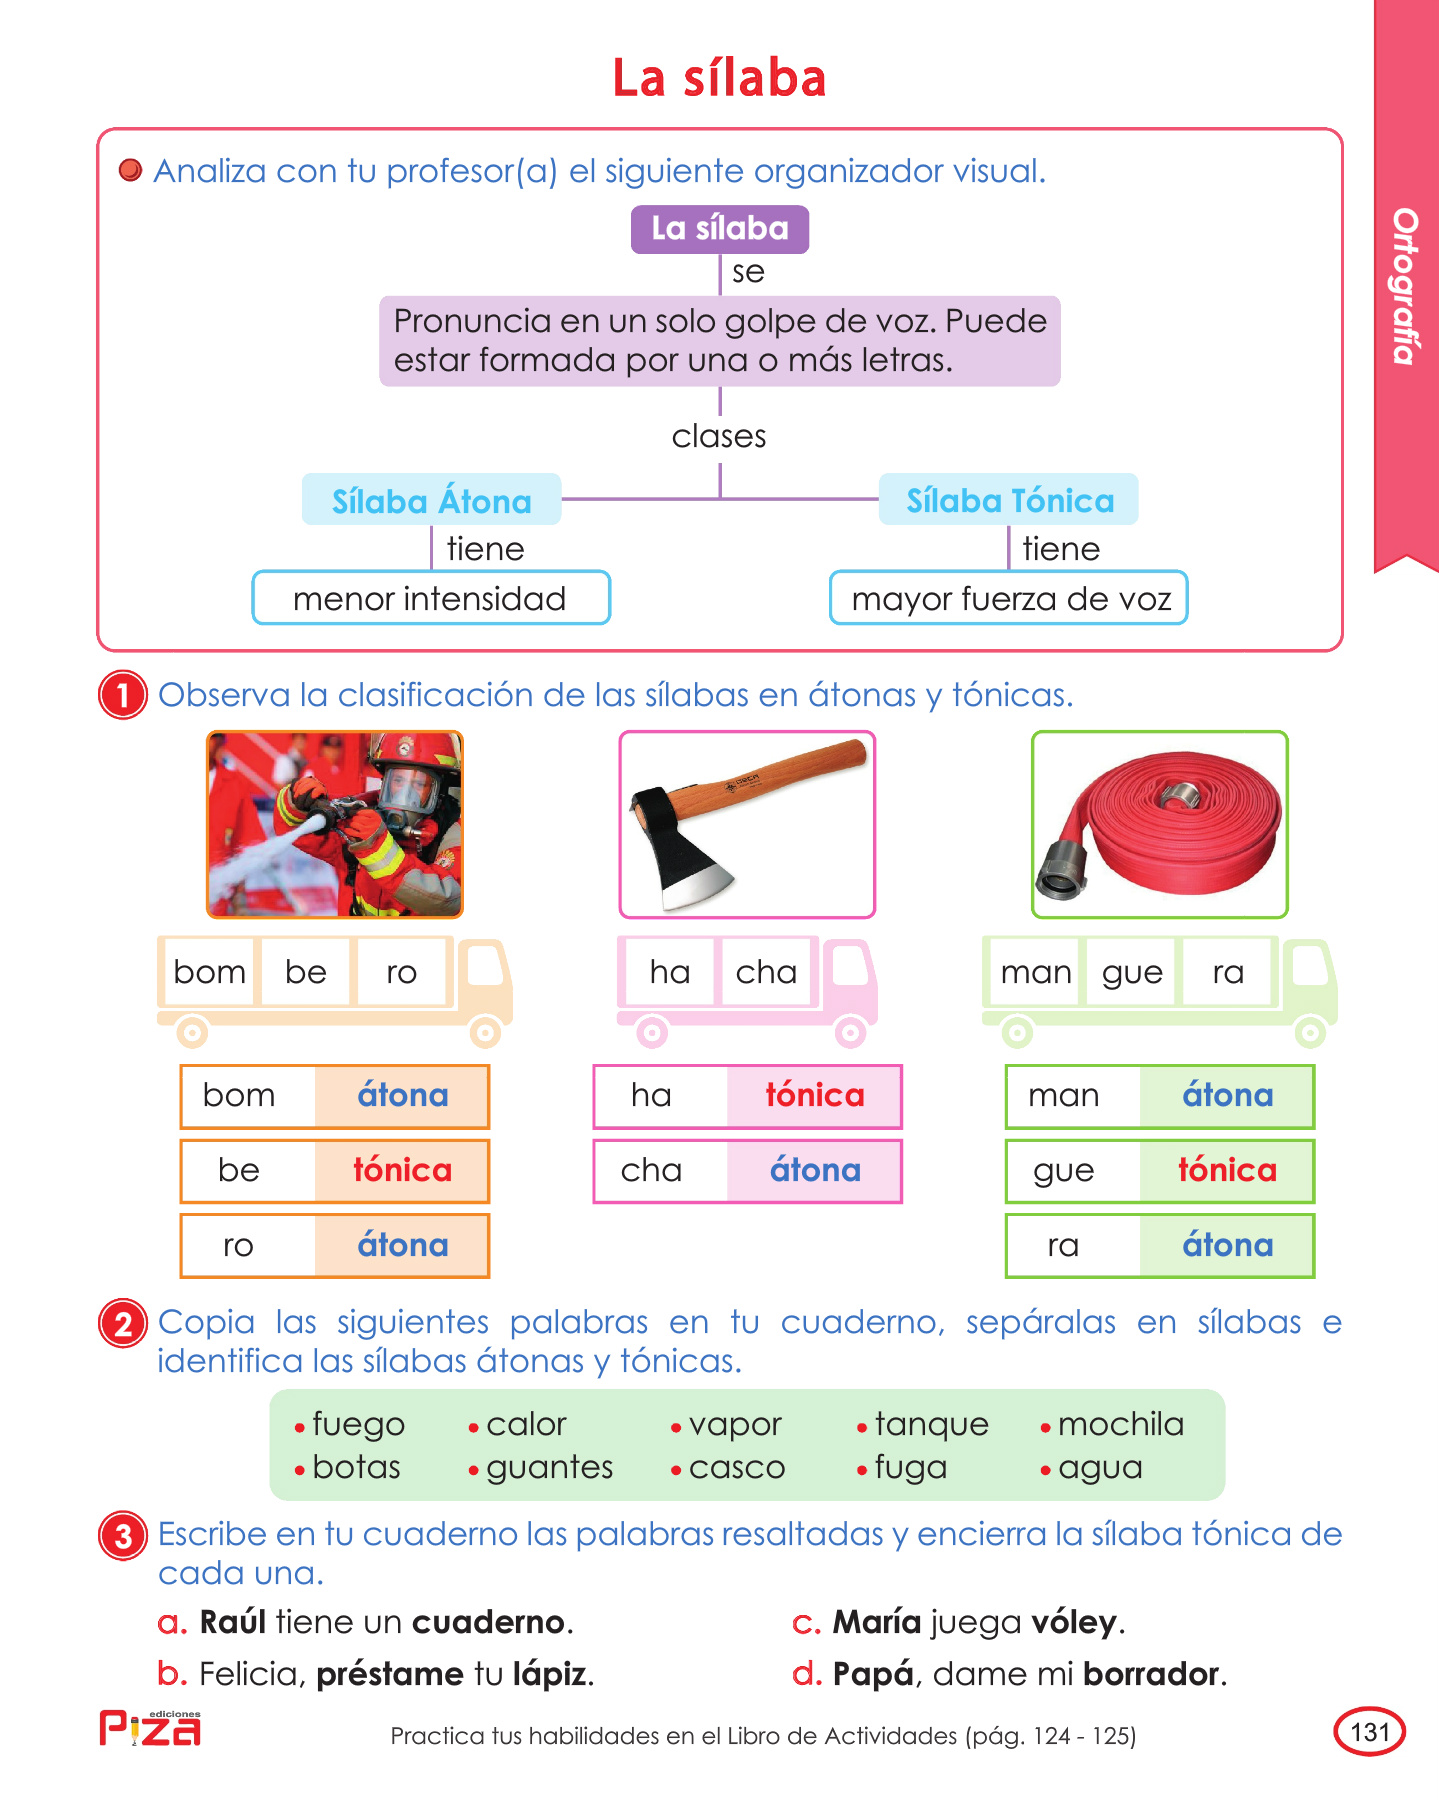 La sílaba
Ortografía
Analiza con tu profesor(a) el siguiente organizador visual.
La sílaba
se
Pronuncia en un solo golpe de voz. Puede
estar formada por una o más letras.
clases
Sílaba Átona
Sílaba Tónica
tiene
tiene
menor intensidad
mayor fuerza de voz
1 Observa la clasificación de las sílabas en átonas y tónicas.
bom be ro
ha cha
man gue ra
bom átona
be tónica
ro átona
ha tónica
cha átona
man átona
gue tónica
ra átona
2 Copia las siguientes palabras en tu cuaderno, sepáralas en sílabas e
identifica las sílabas átonas y tónicas.
• fuego • calor • vapor • tanque • mochila
• botas • guantes • casco • fuga • agua
3 Escribe en tu cuaderno las palabras resaltadas y encierra la sílaba tónica de
cada una.
a. Raúl tiene un cuaderno.
b. Felicia, préstame tu lápiz.
c. María juega vóley.
d. Papá, dame mi borrador.
ediciones
Piza
Practica tus habilidades en el Libro de Actividades (pág. 124 - 125)
131